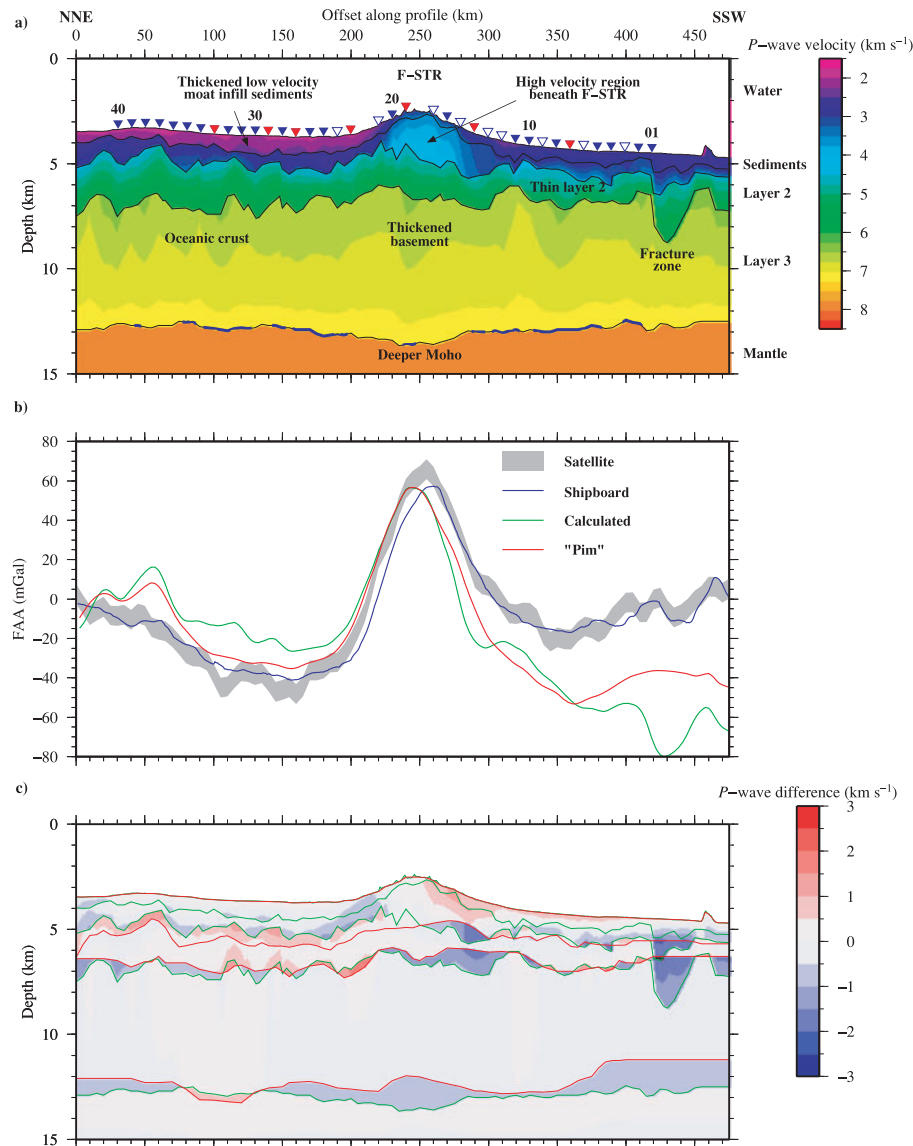 a)
NNE
Offset along profile (km)
SSW
0 50 100 150 200 250 300 350 400 450
P−wave velocity (km s−1)
0
5
10
15
Depth (km)
F−STR
Thickened low velocity
moat infill sediments
High velocity region
beneath F−STR
40
30
20
10
01
Thin layer 2
Oceanic crust
Thickened
basement
Fracture
zone
Deeper Moho
Water
Sediments
Layer 2
Layer 3
Mantle
2
3
4
5
6
7
8
b)
80
60
40
20
0
−20
−40
−60
−80
FAA (mGal)
Satellite
Shipboard
Calculated
"Pim"
c)
P−wave difference (km s−1)
0
5
10
15
Depth (km)
3
2
1
0
−1
−2
−3